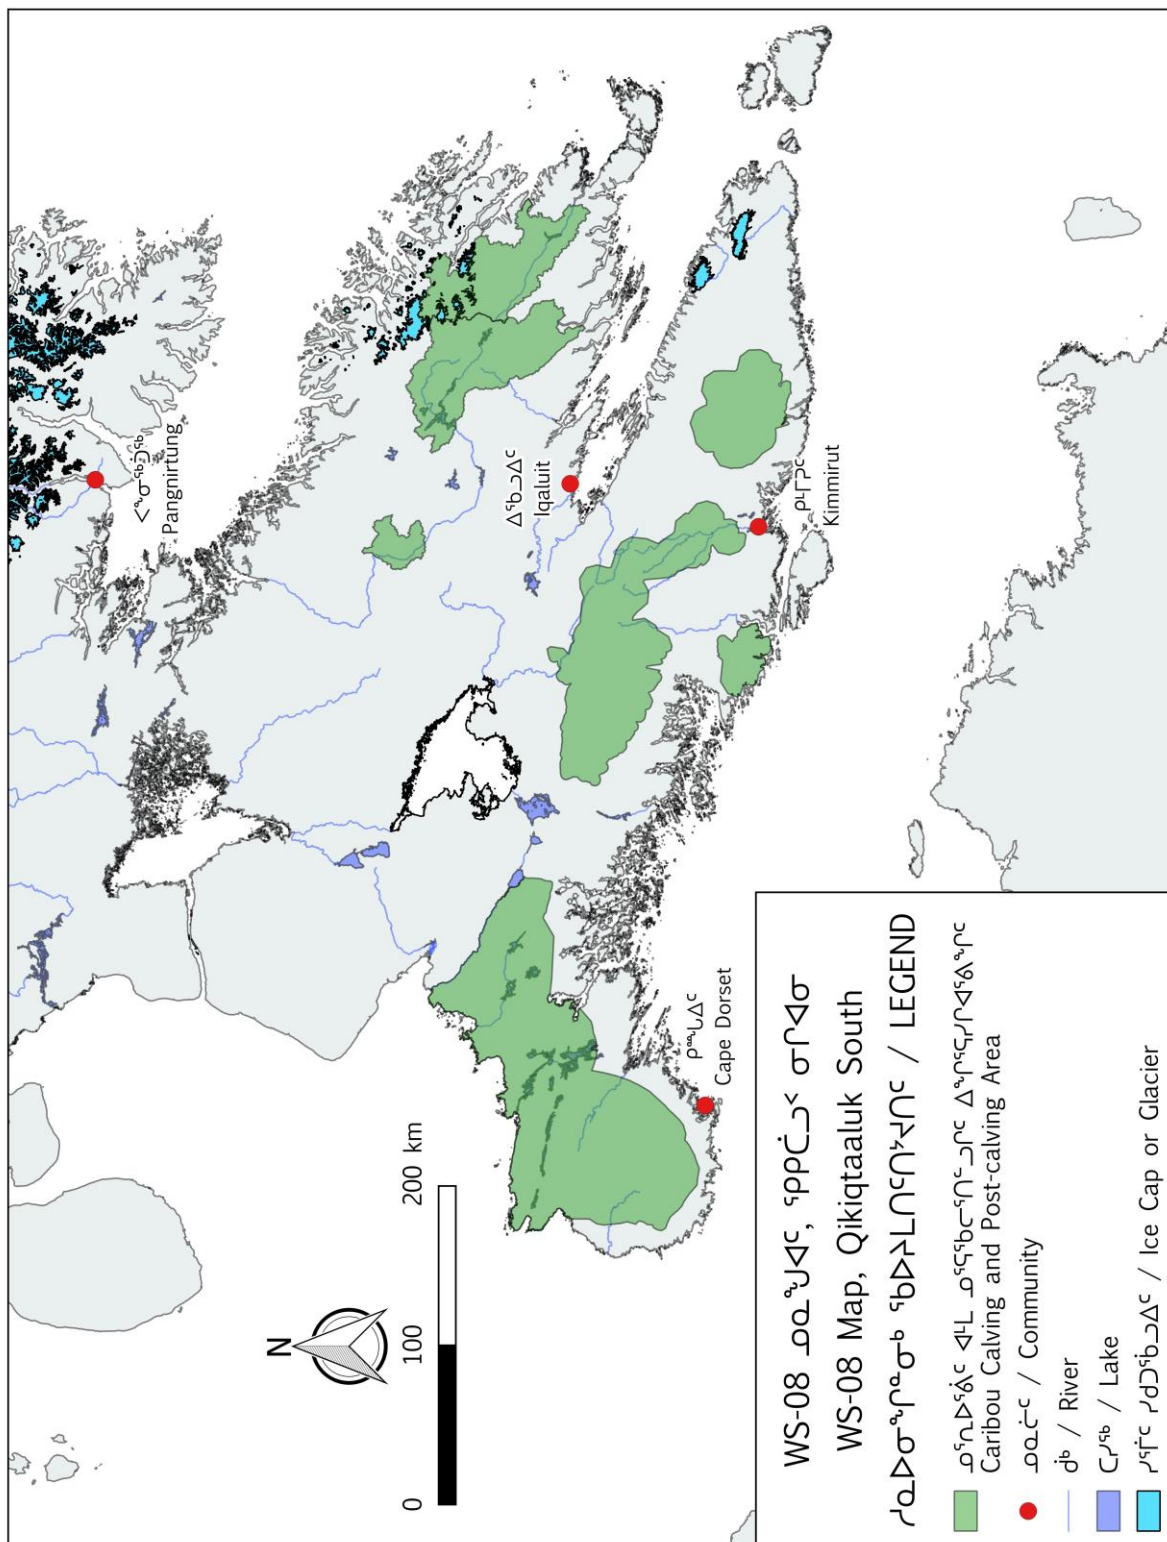 ᐸᖕᓂᖅᑑᖅ
Pangnirtung
ᐃᖃᓗᐃᑦ
Iqaluit
ᑭᒻᒥᕈᑦ
Kimmirut
ᑭᙵᐃᑦ
Cape Dorset
N
0 100 200 km
WS-08 ᓄᓇᙳᐊᑦ, ᕿᑭᖅᑖᓗᒃ ᓂᒋᐊᓂ
WS-08 Map, Qikiqtaaluk South
ᓱᓇᐅᓂᖏᓐᓂᒃ ᖃᐅᔨᒪᑎᑦᑎᔾᔪᑎᑦ / LEGEND
Caribou Calving and Post-calving Area
ᓄᓇᓖᑦ / Community
ᑰᒃ / River
ᑕᓯᖅ / Lake
/ Ice Cap or Glacier